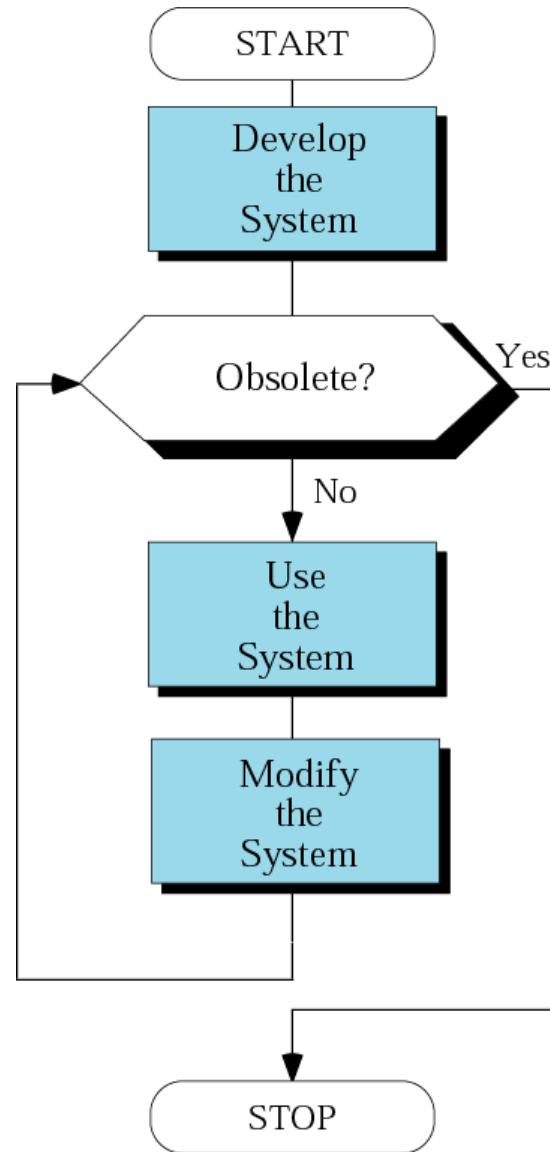 START
Develop
the
System
Obsolete?
Yes
No
Use
the
System
Modify
the
System
STOP